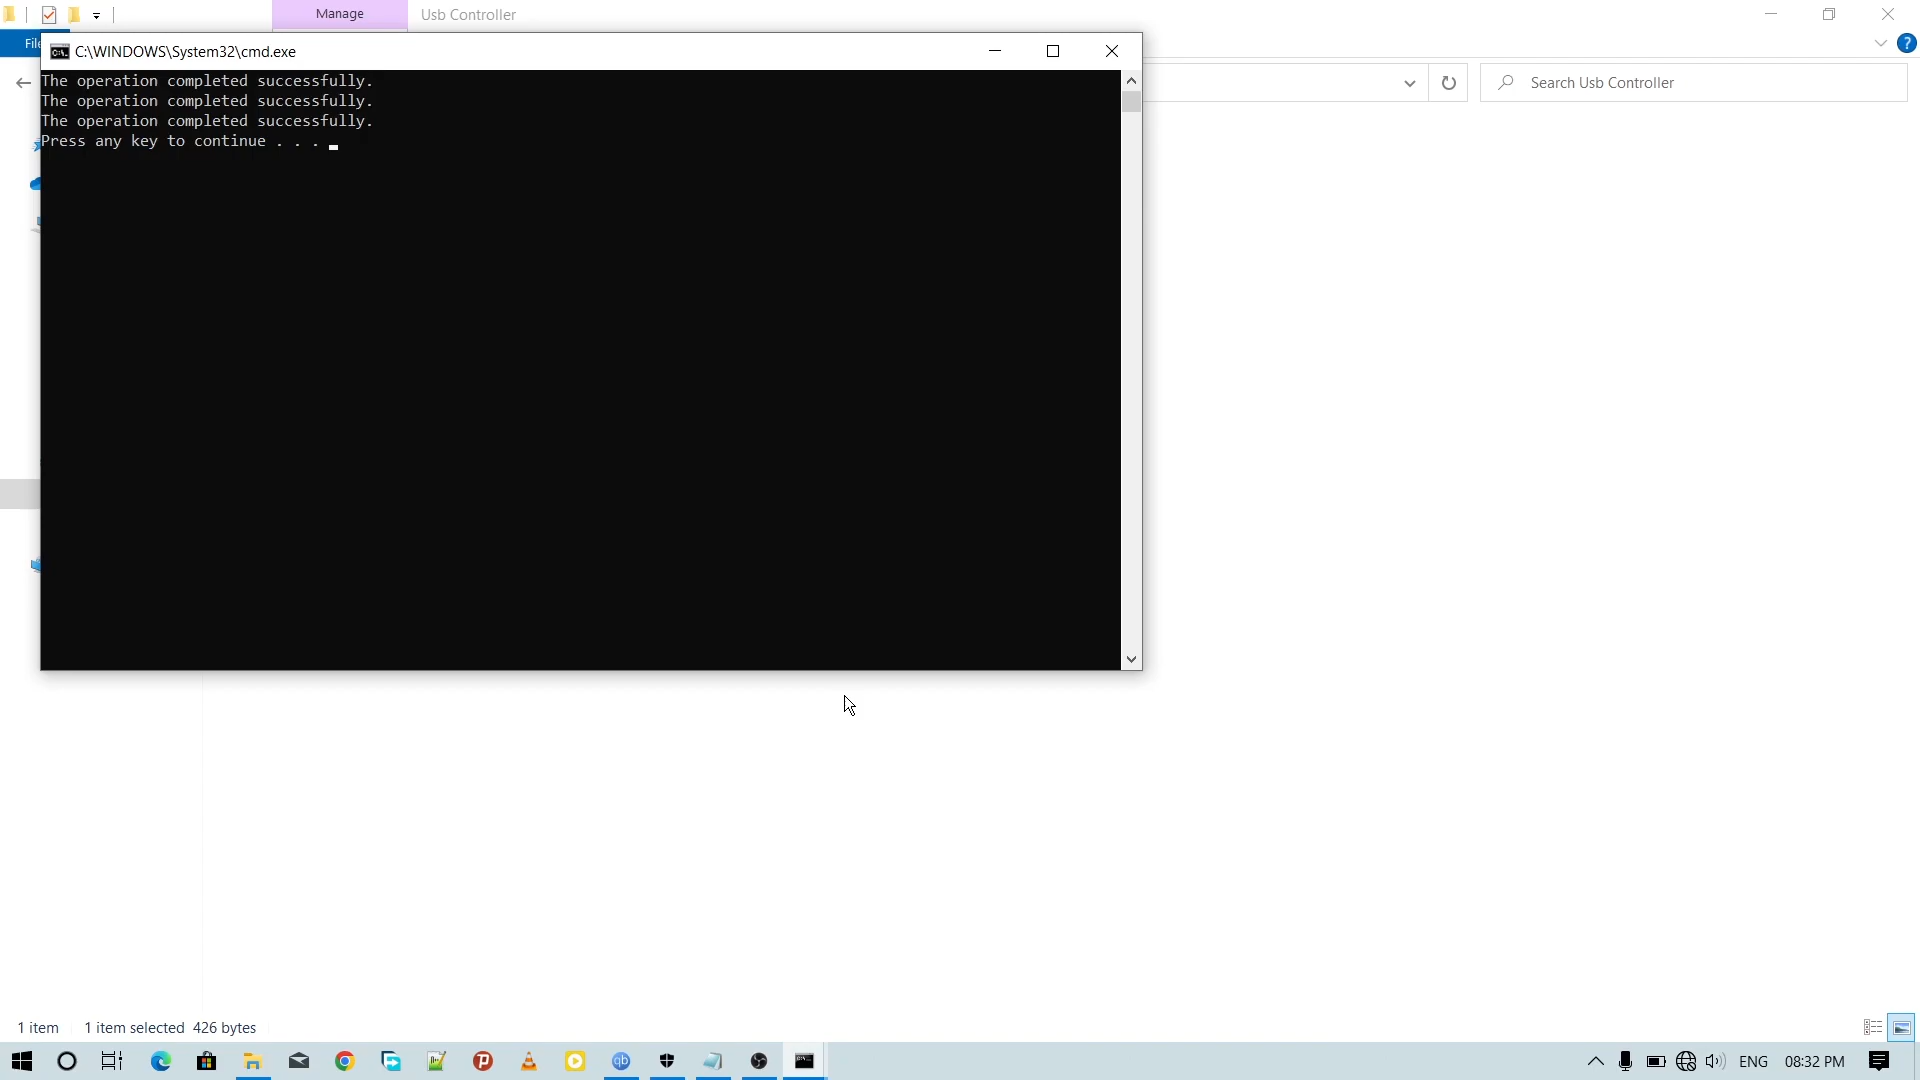 Manage
Usb Controller
File
C:\WINDOWS\System32\cmd.exe
Search Usb Controller
The operation completed successfully.
The operation completed successfully.
The operation completed successfully.
Press any key to continue . . .
1 item
1 item selected 426 bytes
ENG
08:32 PM